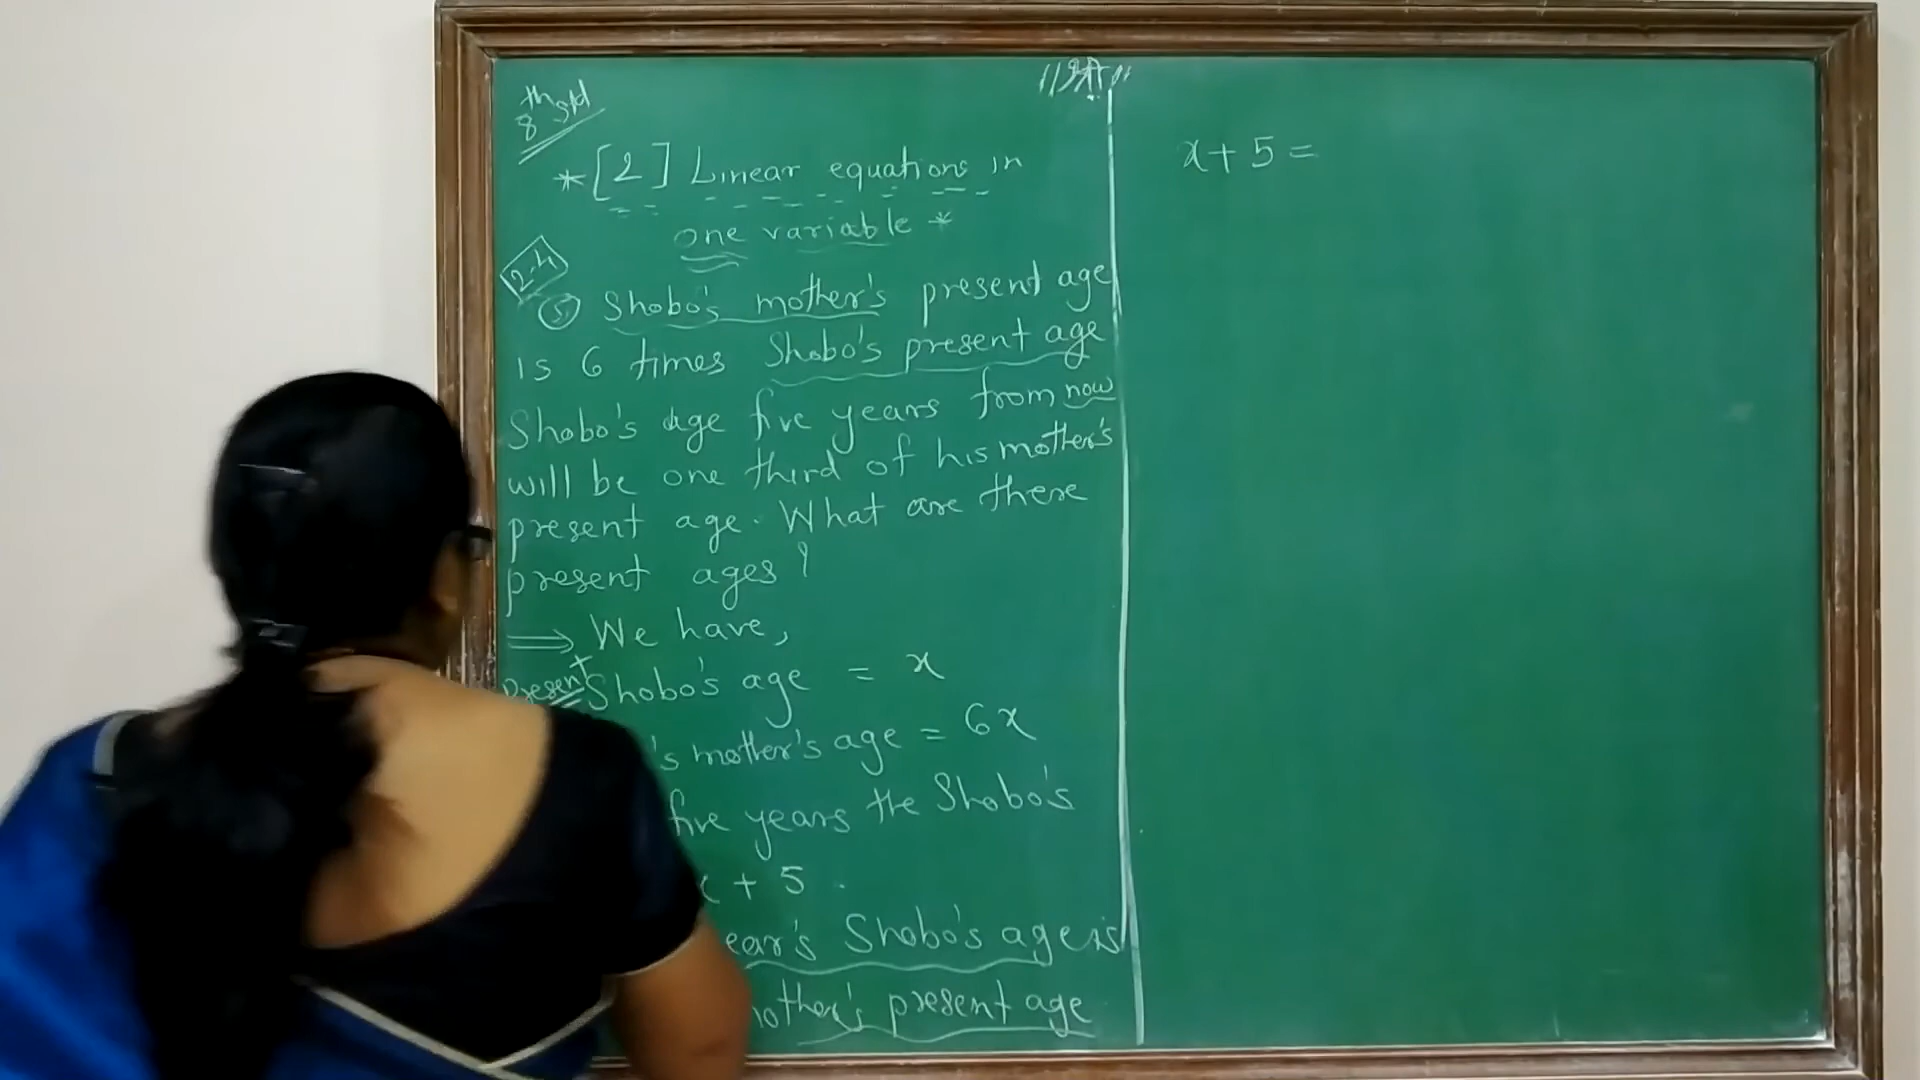 8th std
* [2] Linear equations in
one variable *
2.4
5 Shobo's mother's present age
is 6 times Shobo's present age
Shobo's age five years from now
will be one third of his mother's
present age. What are there
present ages?
⟹ We have,
Present Shobo's age = x
's mother's age = 6x
five years the Shobo's
x + 5.
ear's Shobo's age is
mother's present age
x + 5 =